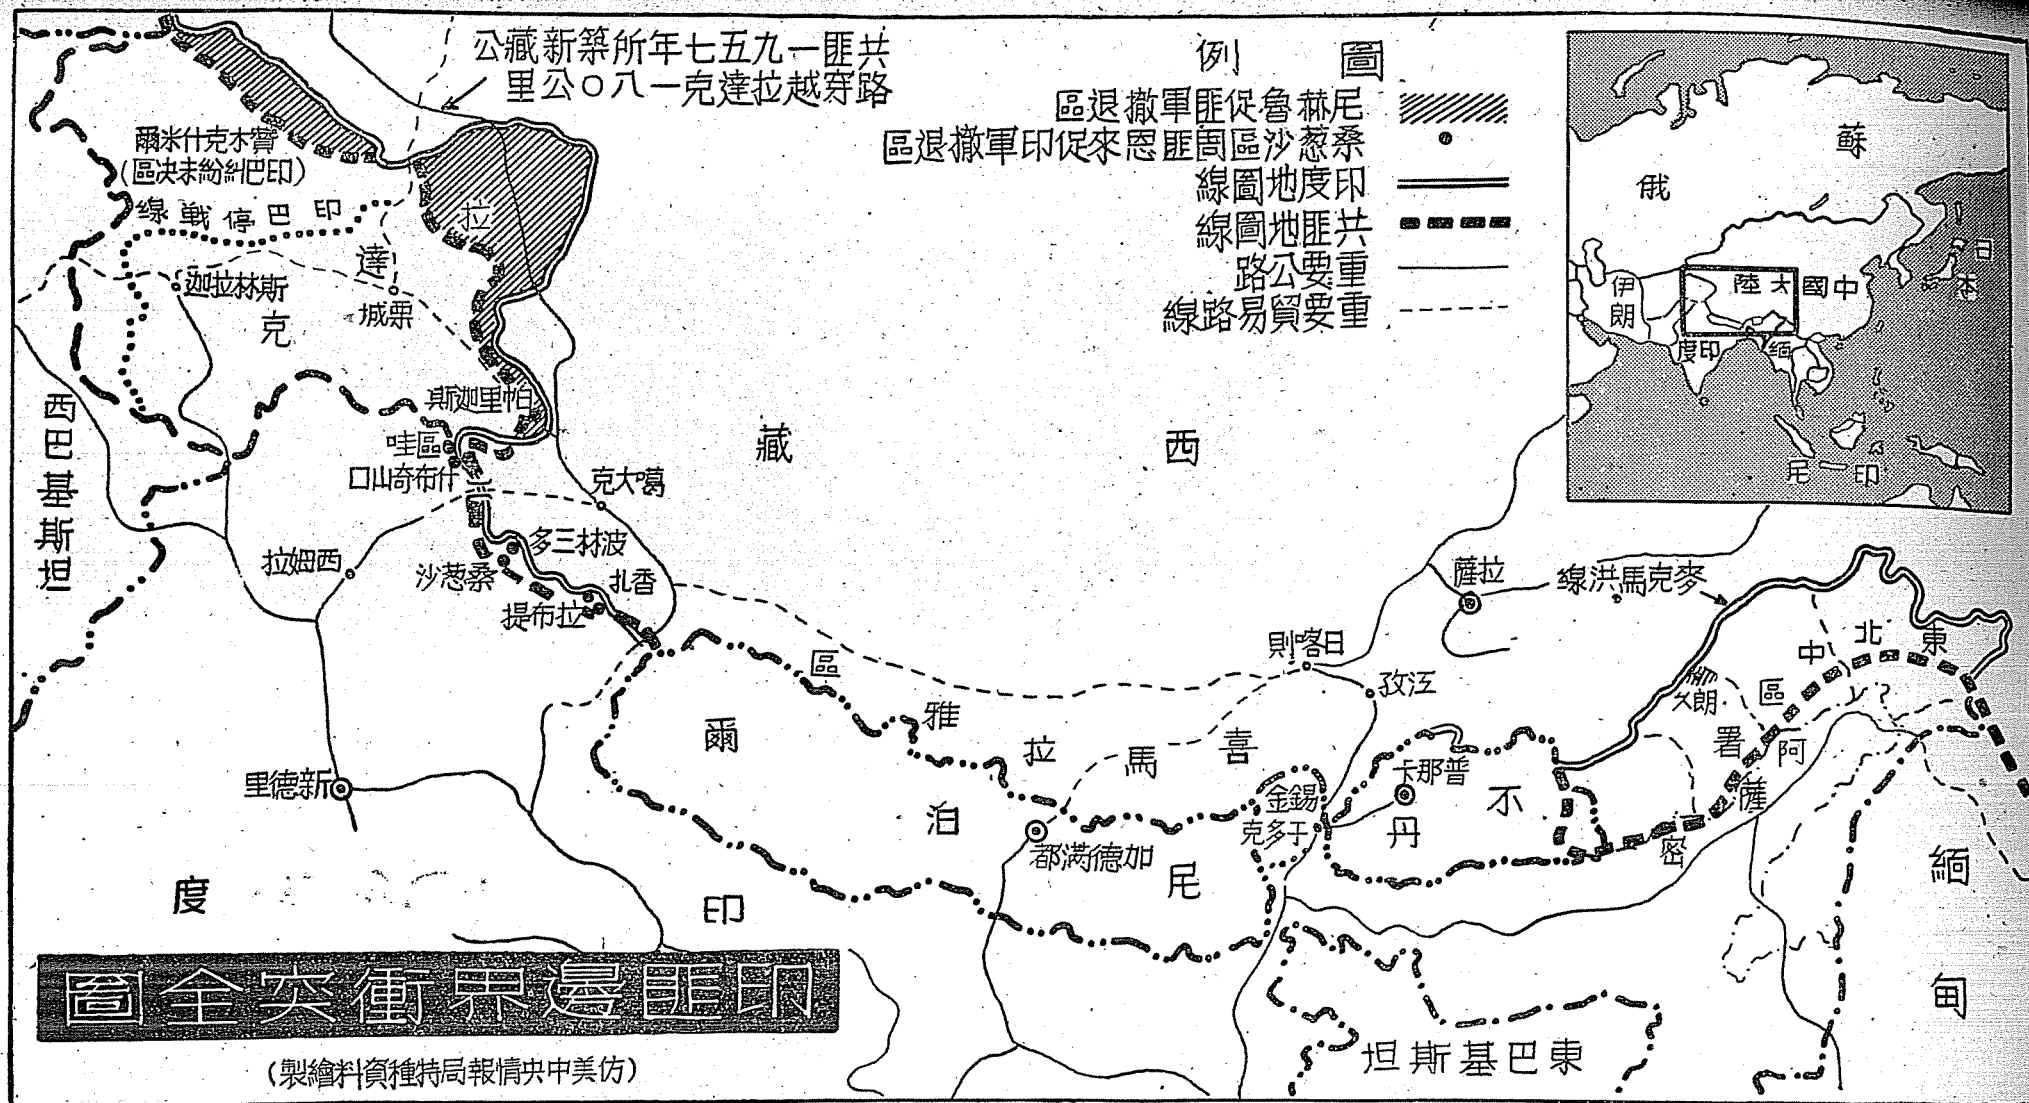 印匪邊界衝突全圖
(仿美中央情報局特種資料繪製)
共匪一九五七年所築新藏公
路穿越拉達克一八〇公里
圖例
尼赫魯促匪軍撤退區
桑葱沙區周匪恩來促印軍撤退區
印度地圖線
共匪地圖線
重要公路
重要貿易路線
蘇
俄
日
本
伊
朗
中國大陸
印度
緬
印一尼
查木克什米爾
(印巴糾紛未決區)
印巴停戰線
拉
達
克
斯林拉迦
票城
帕里迦斯
區哇
什布奇山口
噶大克
西姆拉
波林三多
桑葱沙
香扎
拉布提
西巴基斯坦
西藏
拉薩
麥克馬洪線
日喀則
江孜
東北
中
區
署
朗久
阿
薩
密
喜馬拉雅區
尼泊爾
加德滿都
錫金
于多克
普那卡
不丹
新德里
印度
東巴基斯坦
緬甸